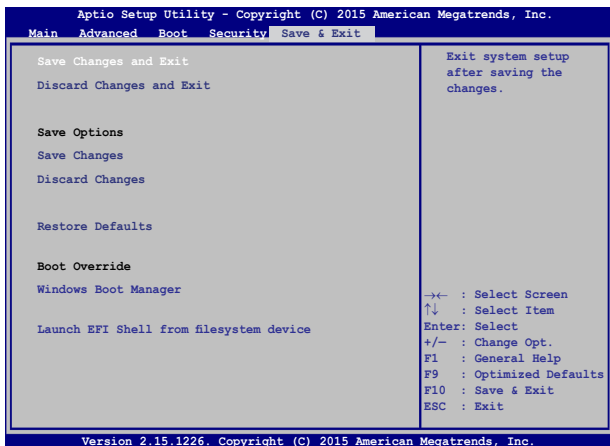 Aptio Setup Utility - Copyright (C) 2015 American Megatrends, Inc.
Main Advanced Boot Security Save & Exit
Save Changes and Exit
Discard Changes and Exit
Save Options
Save Changes
Discard Changes
Restore Defaults
Boot Override
Windows Boot Manager
Launch EFI Shell from filesystem device
Exit system setup
after saving the
changes.
→← : Select Screen
↑↓ : Select Item
Enter: Select
+/— : Change Opt.
F1 : General Help
F9 : Optimized Defaults
F10 : Save & Exit
ESC : Exit
Version 2.15.1226. Copyright (C) 2015 American Megatrends, Inc.